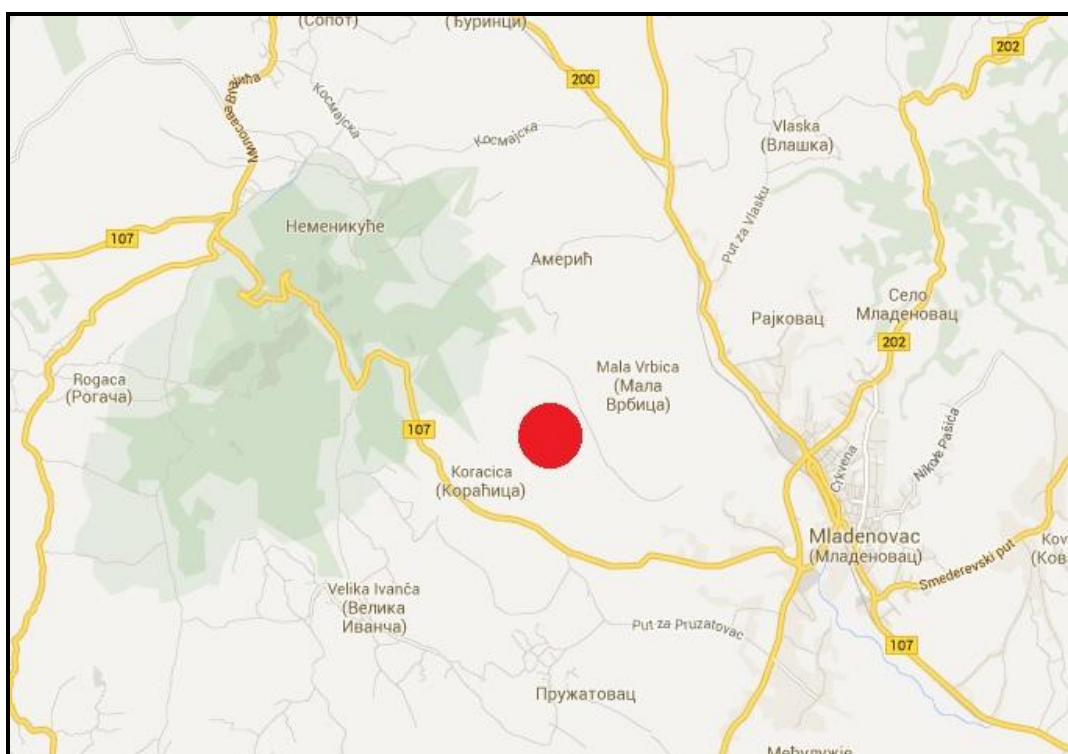 (Сопот)
(Ђуринци)
202
Милосава Влајића
200
Космајска
Космајска
Vlaska
(Влашка)
Put za Vlasku
Неменикуће
107
Амерић
Село
Младеновац
Рајковац
202
Mala Vrbica
(Мала
Врбица)
Rogaca
(Рогача)
107
Nikole Pašića
Crkvena
Koracica
(Кораћица)
Mladenovac
(Младеновац)
Smederevski put
Velika Ivanča
(Велика
Иванча)
Put za Pruzatovac
107
Пружатовац